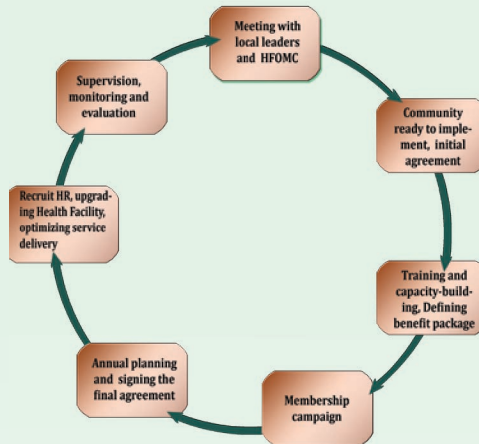 Meeting with
local leaders
and HFOMC
Community
ready to imple-
ment, initial
agreement
Training and
capacity-build-
ing, Defining
benefit package
Membership
campaign
Annual planning
and signing the
final agreement
Recruit HR, upgrad-
ing Health Facility,
optimizing service
delivery
Supervision,
monitoring and
evaluation